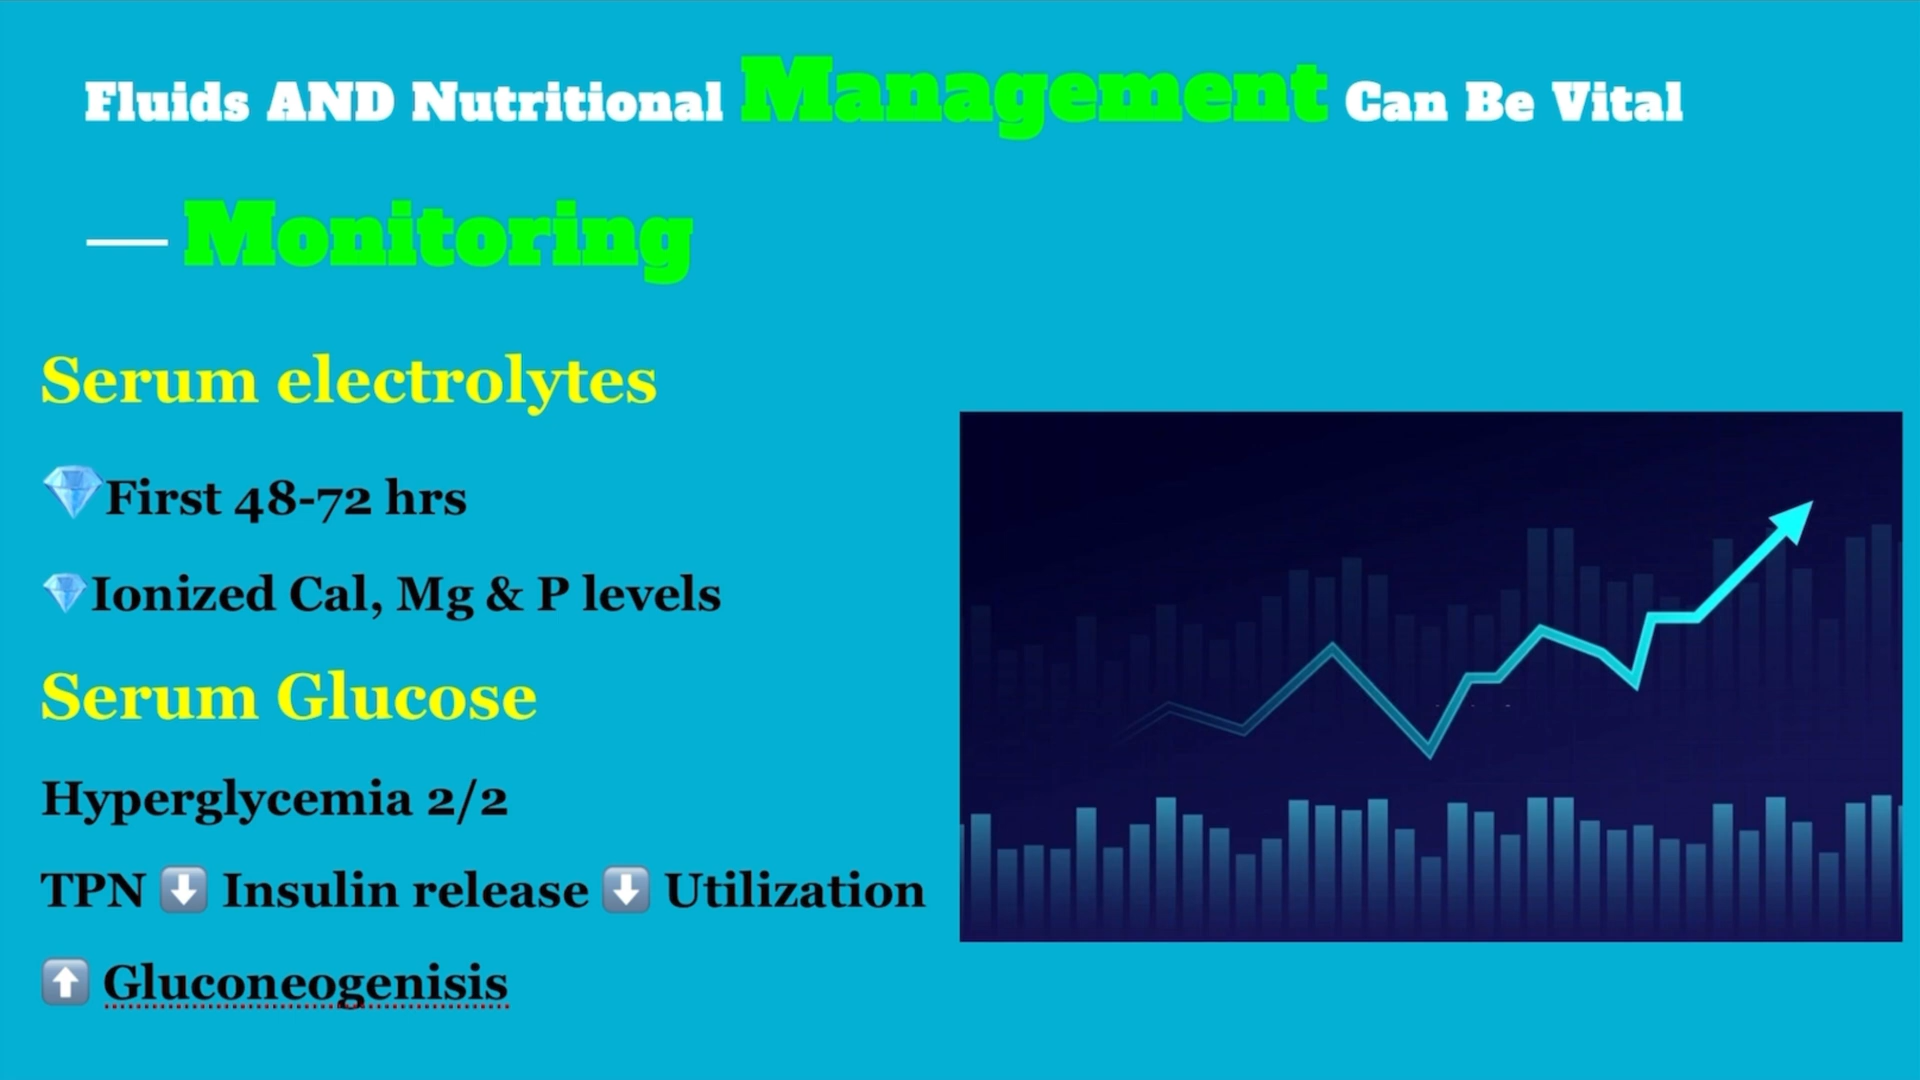 Fluids AND Nutritional Management Can Be Vital
— Monitoring
Serum electrolytes
💎First 48-72 hrs
💎Ionized Cal, Mg & P levels
Serum Glucose
Hyperglycemia 2/2
TPN ⬇️ Insulin release ⬇️ Utilization
⬆️ Gluconeogenisis